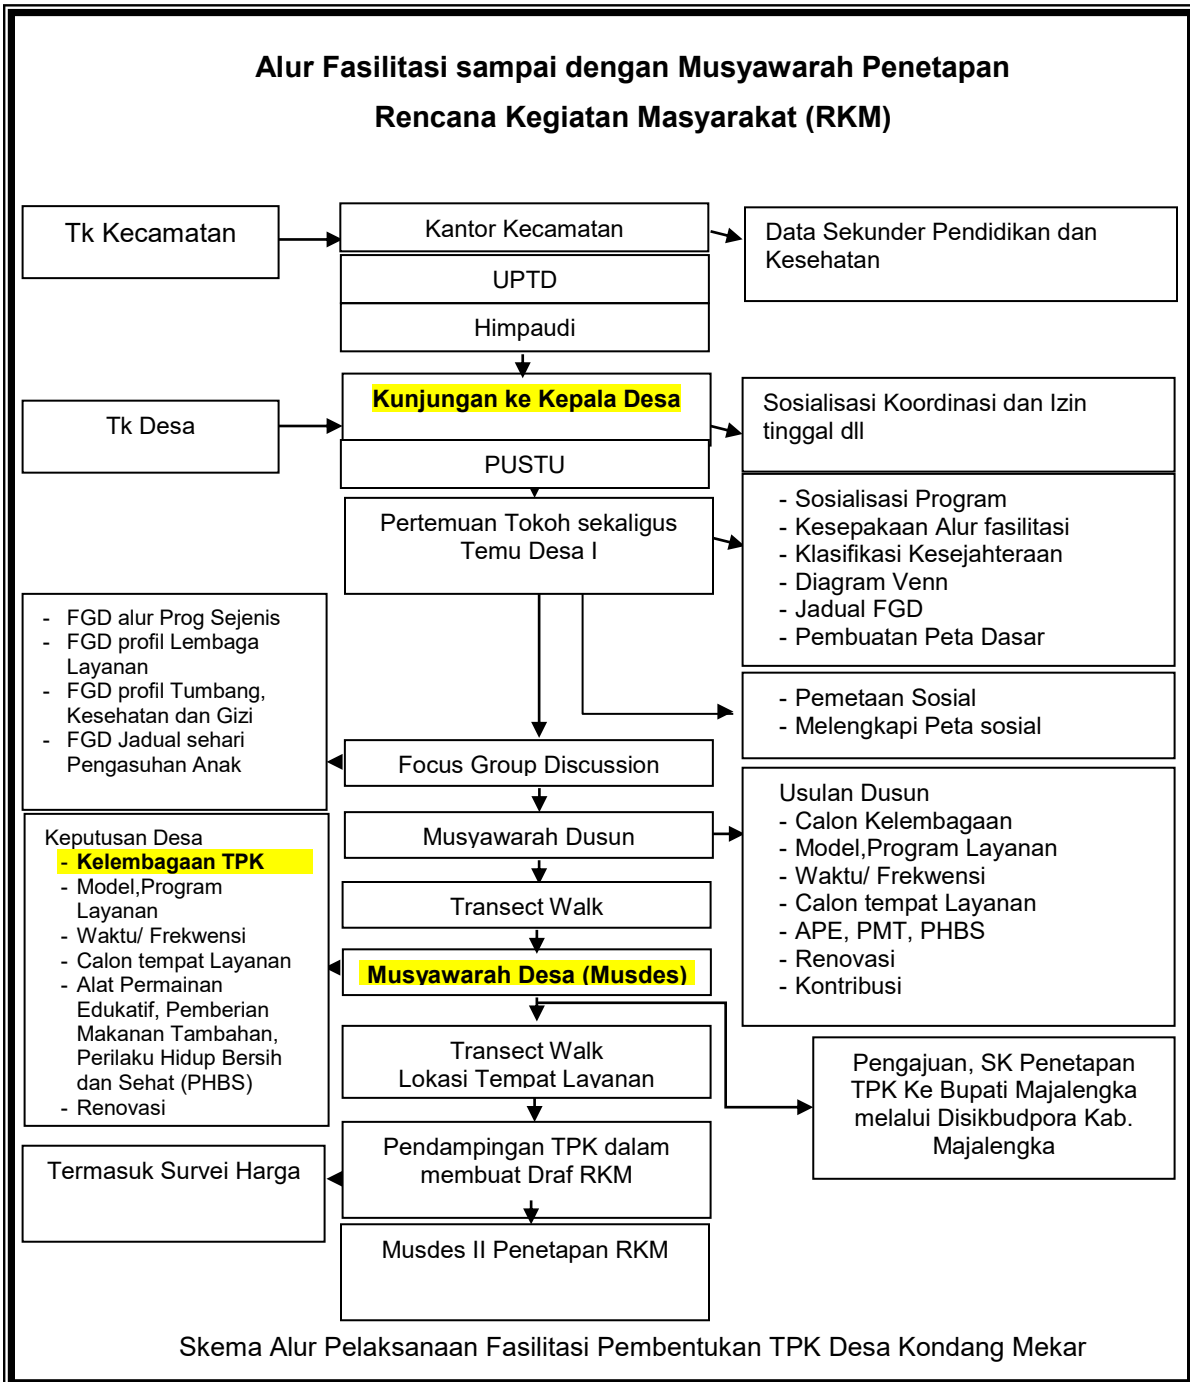 Alur Fasilitasi sampai dengan Musyawarah Penetapan
Rencana Kegiatan Masyarakat (RKM)
Tk Kecamatan
Kantor Kecamatan
Data Sekunder Pendidikan dan
Kesehatan
UPTD
Himpaudi
Tk Desa
Kunjungan ke Kepala Desa
Sosialisasi Koordinasi dan Izin
tinggal dll
PUSTU
Pertemuan Tokoh sekaligus
Temu Desa I
- Sosialisasi Program
- Kesepakaan Alur fasilitasi
- Klasifikasi Kesejahteraan
- Diagram Venn
- Jadual FGD
- Pembuatan Peta Dasar
- FGD alur Prog Sejenis
- FGD profil Lembaga
Layanan
- FGD profil Tumbang,
Kesehatan dan Gizi
- FGD Jadual sehari
Pengasuhan Anak
- Pemetaan Sosial
- Melengkapi Peta sosial
Focus Group Discussion
Musyawarah Dusun
Usulan Dusun
- Calon Kelembagaan
- Model,Program Layanan
- Waktu/ Frekwensi
- Calon tempat Layanan
- APE, PMT, PHBS
- Renovasi
- Kontribusi
Keputusan Desa
- Kelembagaan TPK
- Model,Program
Layanan
- Waktu/ Frekwensi
- Calon tempat Layanan
- Alat Permainan
Edukatif, Pemberian
Makanan Tambahan,
Perilaku Hidup Bersih
dan Sehat (PHBS)
- Renovasi
Transect Walk
Musyawarah Desa (Musdes)
Transect Walk
Lokasi Tempat Layanan
Pengajuan, SK Penetapan
TPK Ke Bupati Majalengka
melalui Disikbudpora Kab.
Majalengka
Pendampingan TPK dalam
membuat Draf RKM
Termasuk Survei Harga
Musdes II Penetapan RKM
Skema Alur Pelaksanaan Fasilitasi Pembentukan TPK Desa Kondang Mekar